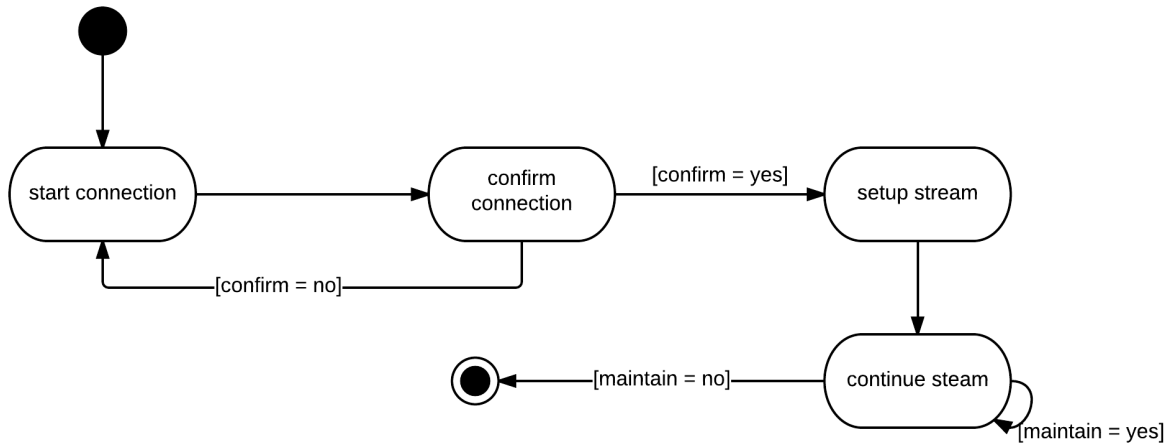 start connection
confirm
connection
[confirm = yes]
setup stream
[confirm = no]
[maintain = no]
continue steam
[maintain = yes]